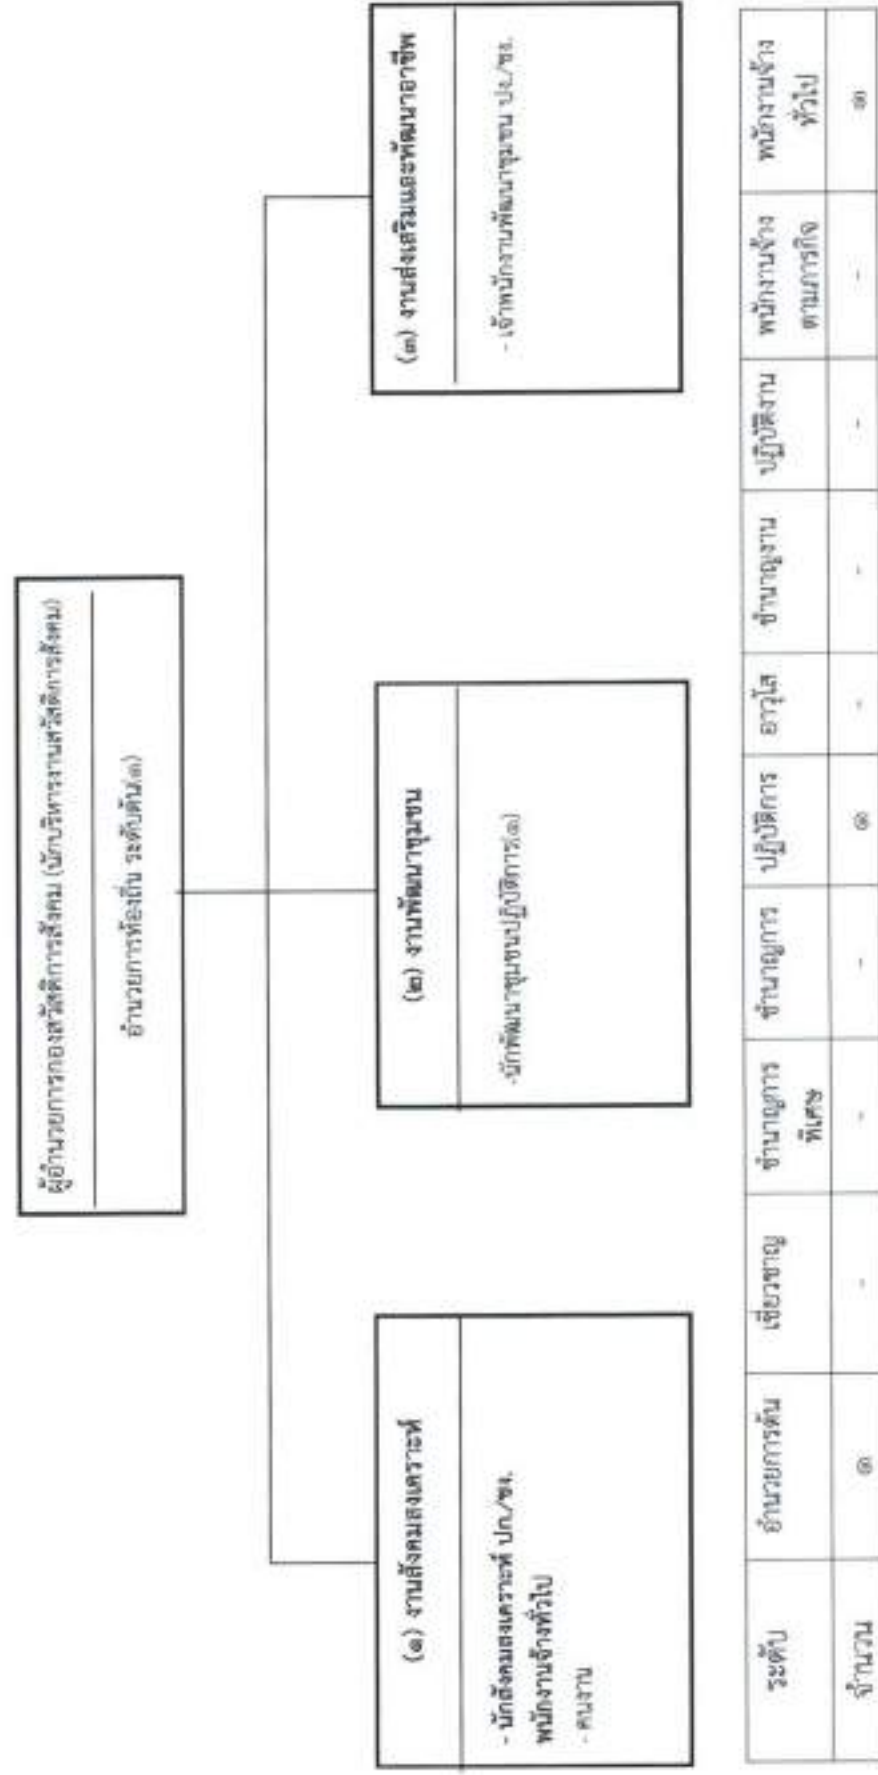 ผู้อำนวยการกองสวัสดิการสังคม (นักบริหารงานสวัสดิการสังคม)
อำนวยการท้องถิ่น ระดับต้น(๑)
(๑) งานสังคมสงเคราะห์
- นักสังคมสงเคราะห์ ปก./ชก.
พนักงานจ้างทั่วไป
- คนงาน
(๒) งานพัฒนาชุมชน
-นักพัฒนาชุมชนปฏิบัติการ(๑)
(๓) งานส่งเสริมและพัฒนาอาชีพ
- เจ้าพนักงานพัฒนาชุมชน ปง./ชง.
ระดับ อำนวยการต้น เชี่ยวชาญ ชำนาญการพิเศษ ชำนาญการ ปฏิบัติการ อาวุโส ชำนาญงาน ปฏิบัติงาน พนักงานจ้างตามภารกิจ พนักงานจ้างทั่วไป
จำนวน ๑ - - - ๑ - - - - ๑